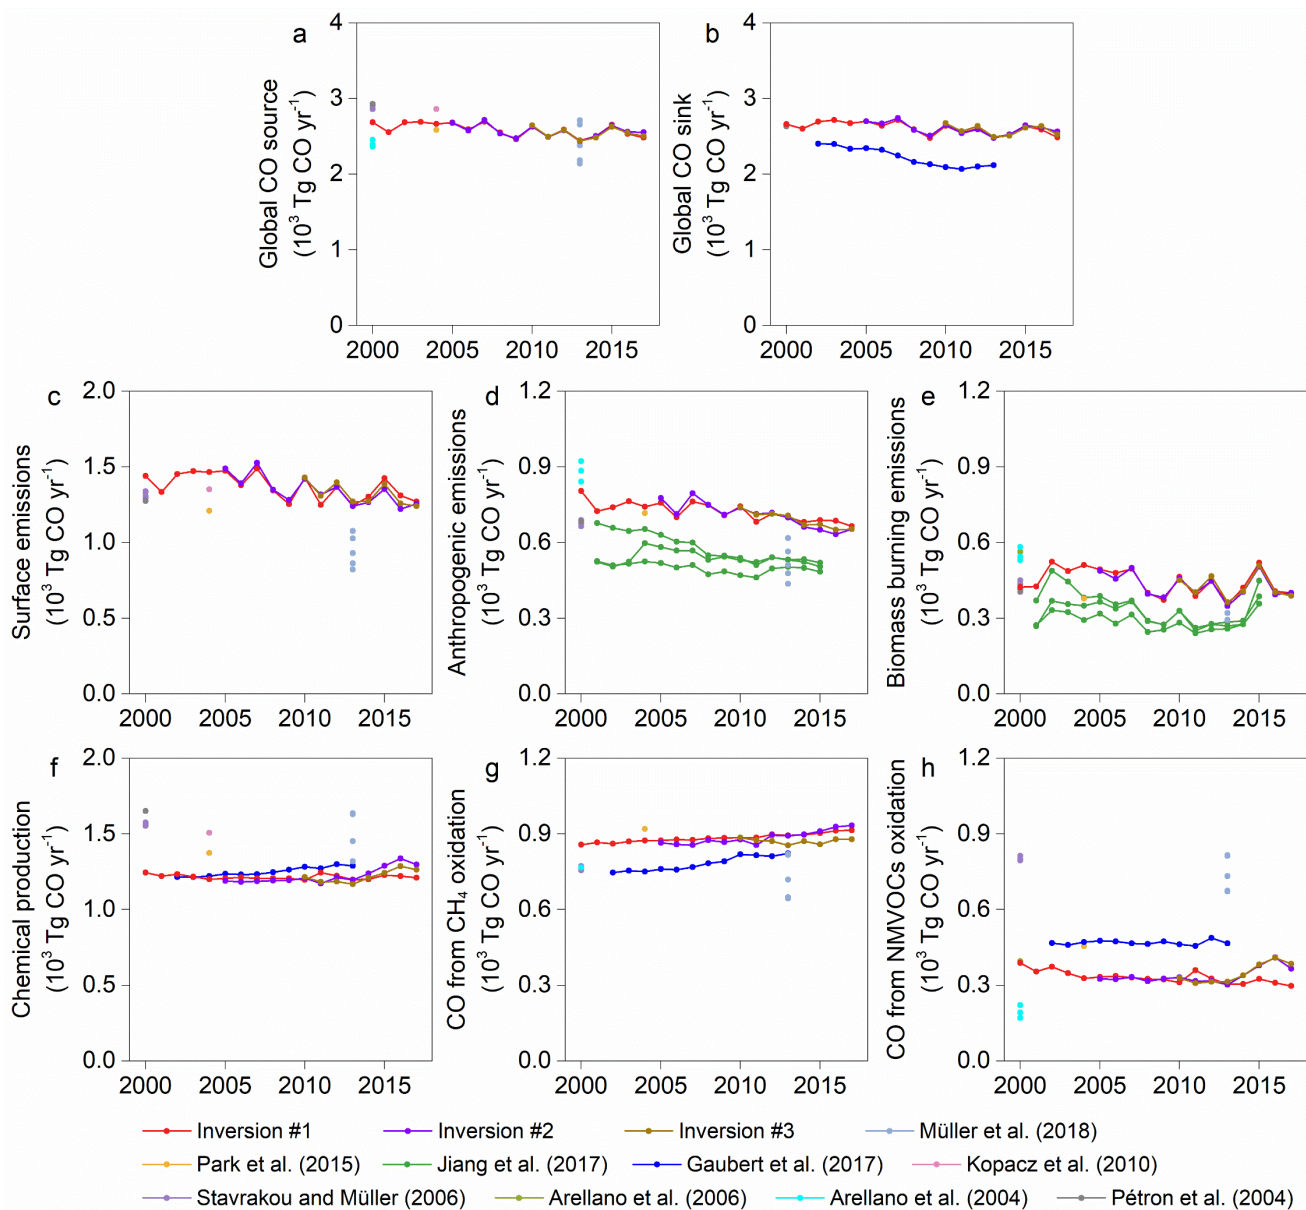 a
Global CO source
(10³ Tg CO yr⁻¹)
4
3
2
1
0
2000 2005 2010 2015
b
Global CO sink
(10³ Tg CO yr⁻¹)
4
3
2
1
0
2000 2005 2010 2015
c
Surface emissions
(10³ Tg CO yr⁻¹)
2.0
1.5
1.0
0.5
0.0
2000 2005 2010 2015
d
Anthropogenic emissions
(10³ Tg CO yr⁻¹)
1.2
0.9
0.6
0.3
0.0
2000 2005 2010 2015
e
Biomass burning emissions
(10³ Tg CO yr⁻¹)
1.2
0.9
0.6
0.3
0.0
2000 2005 2010 2015
f
Chemical production
(10³ Tg CO yr⁻¹)
2.0
1.5
1.0
0.5
0.0
2000 2005 2010 2015
g
CO from CH₄ oxidation
(10³ Tg CO yr⁻¹)
1.2
0.9
0.6
0.3
0.0
2000 2005 2010 2015
h
CO from NMVOCs oxidation
(10³ Tg CO yr⁻¹)
1.2
0.9
0.6
0.3
0.0
2000 2005 2010 2015
Inversion #1 Inversion #2 Inversion #3 Müller et al. (2018)
Park et al. (2015) Jiang et al. (2017) Gaubert et al. (2017) Kopacz et al. (2010)
Stavrakou and Müller (2006) Arellano et al. (2006) Arellano et al. (2004) Pétron et al. (2004)